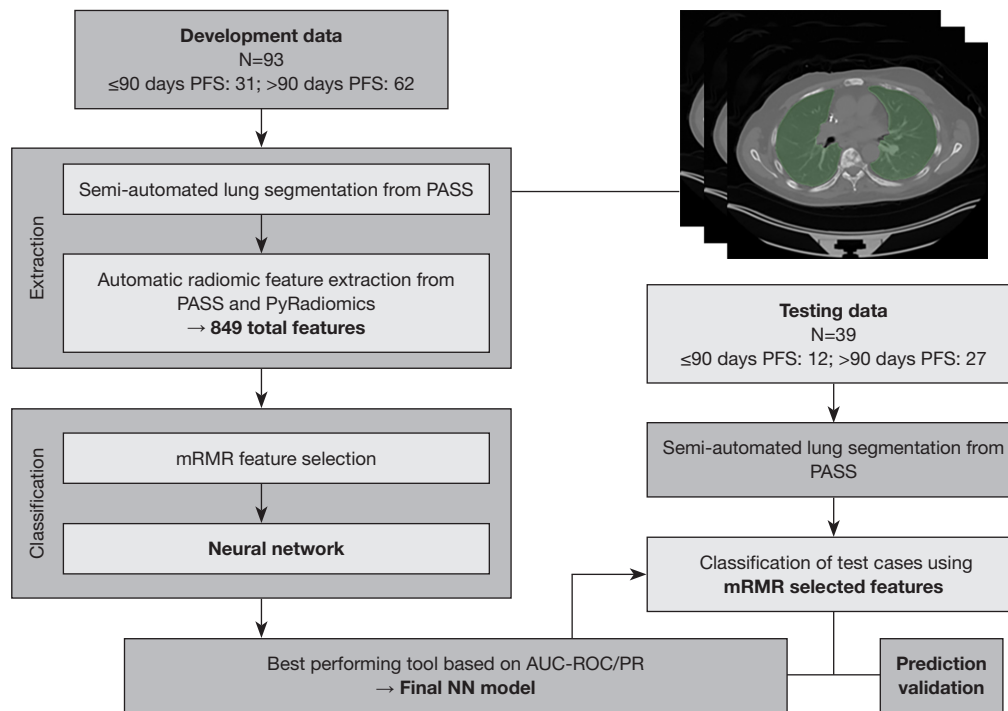 Development data
N=93
≤90 days PFS: 31; >90 days PFS: 62
Extraction
Semi-automated lung segmentation from PASS
Automatic radiomic feature extraction from
PASS and PyRadiomics
→ 849 total features
Classification
mRMR feature selection
Neural network
Testing data
N=39
≤90 days PFS: 12; >90 days PFS: 27
Semi-automated lung segmentation from
PASS
Classification of test cases using
mRMR selected features
Best performing tool based on AUC-ROC/PR
→ Final NN model
Prediction
validation